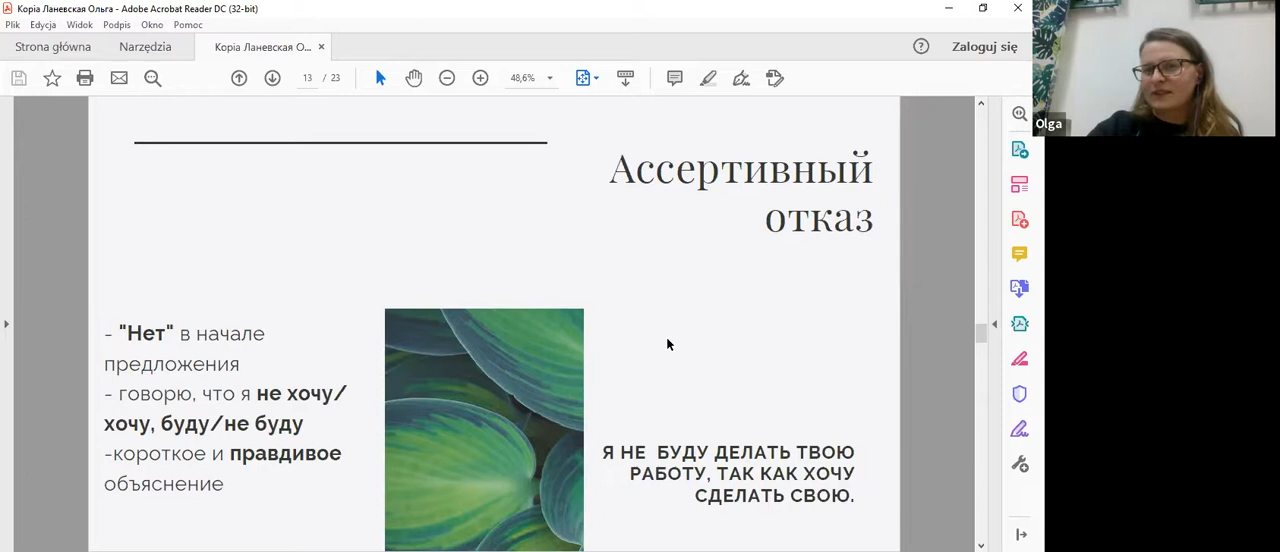 Копіа Ланевская Ольга - Adobe Acrobat Reader DC (32-bit)
Plik Edycja Widok Podpis Okno Pomoc
Strona główna Narzędzia Копіа Ланевская О... × Zaloguj się
13 / 23 48,6%
Olga
Ассертивный
отказ
- "Нет" в начале
предложения
- говорю, что я не хочу/
хочу, буду/не буду
-короткое и правдивое
объяснение
Я НЕ БУДУ ДЕЛАТЬ ТВОЮ
РАБОТУ, ТАК КАК ХОЧУ
СДЕЛАТЬ СВОЮ.